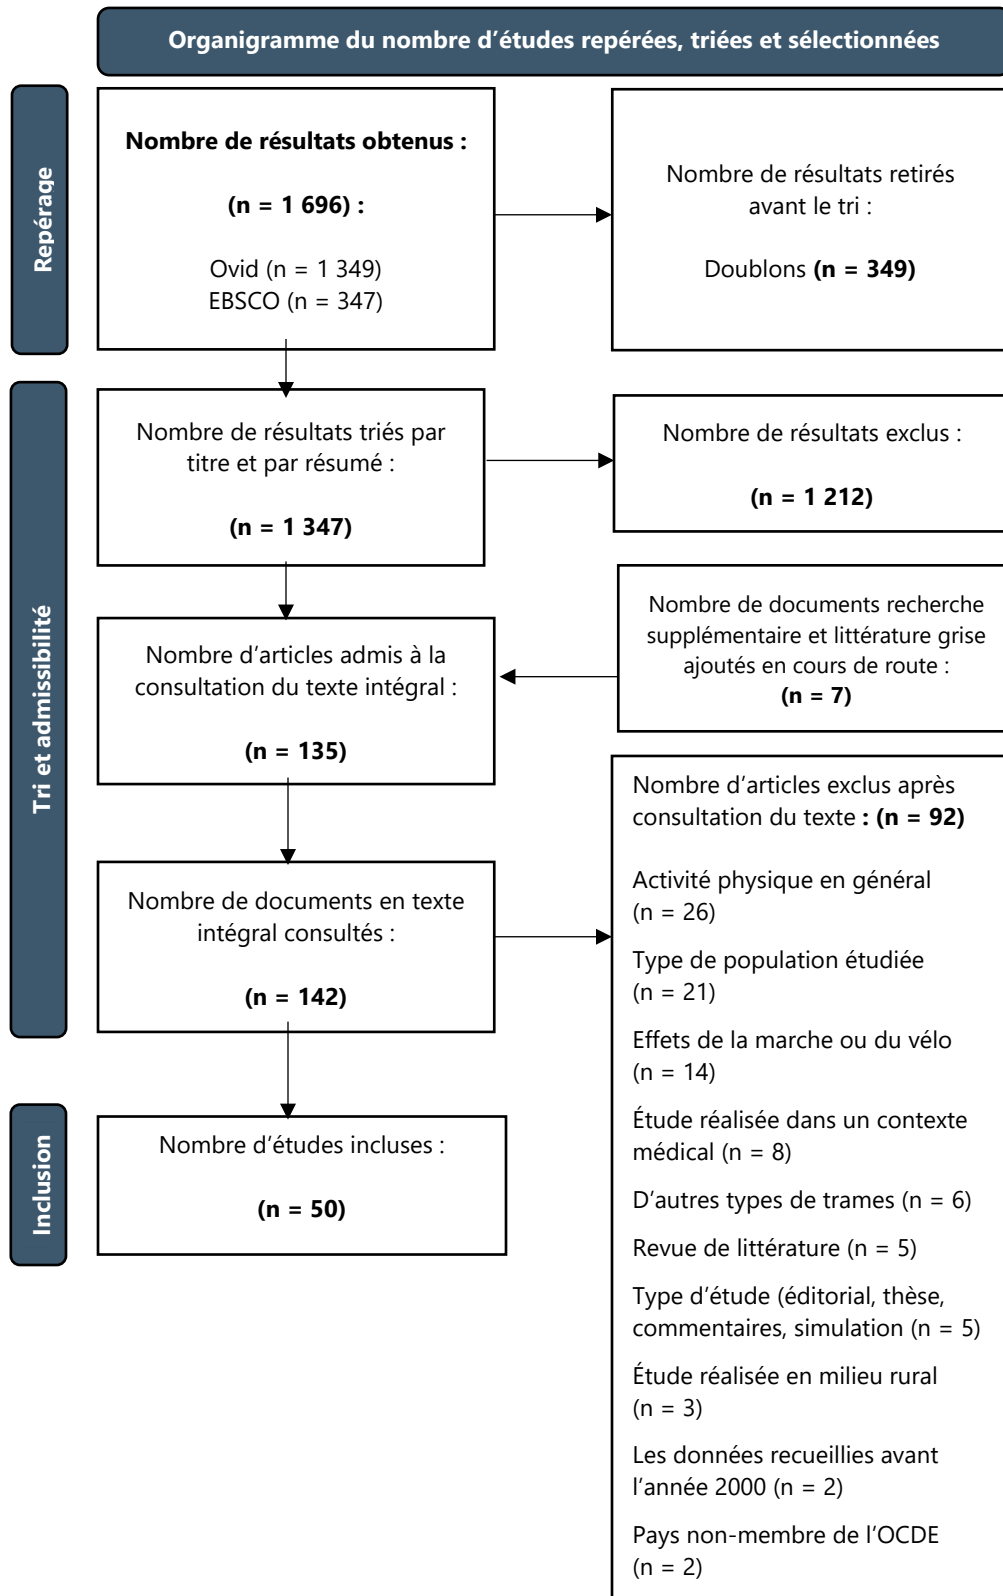 Organigramme du nombre d’études repérées, triées et sélectionnées
Repérage
Nombre de résultats obtenus :
(n = 1 696) :
Ovid (n = 1 349)
EBSCO (n = 347)
Nombre de résultats retirés
avant le tri :
Doublons (n = 349)
Tri et admissibilité
Nombre de résultats triés par
titre et par résumé :
(n = 1 347)
Nombre de résultats exclus :
(n = 1 212)
Nombre d’articles admis à la
consultation du texte intégral :
(n = 135)
Nombre de documents recherche
supplémentaire et littérature grise
ajoutés en cours de route :
(n = 7)
Nombre de documents en texte
intégral consultés :
(n = 142)
Nombre d’articles exclus après
consultation du texte : (n = 92)
Activité physique en général
(n = 26)
Type de population étudiée
(n = 21)
Effets de la marche ou du vélo
(n = 14)
Étude réalisée dans un contexte
médical (n = 8)
D’autres types de trames (n = 6)
Revue de littérature (n = 5)
Type d’étude (éditorial, thèse,
commentaires, simulation (n = 5)
Étude réalisée en milieu rural
(n = 3)
Les données recueillies avant
l’année 2000 (n = 2)
Pays non-membre de l’OCDE
(n = 2)
Inclusion
Nombre d’études incluses :
(n = 50)